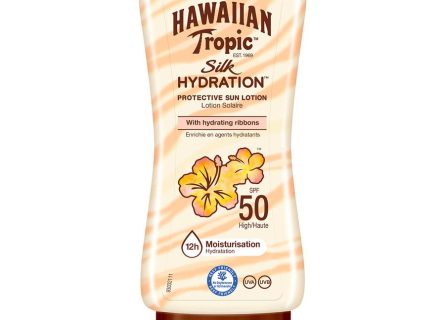 HAWAIIAN
Tropic™
EST. 1969
Silk
HYDRATION™
PROTECTIVE SUN LOTION
Lotion Solaire
With hydrating ribbons
Enrichie en agents hydratants
SPF
50
High/Haute
12h
Moisturisation
Hydratation
UVA
UVB